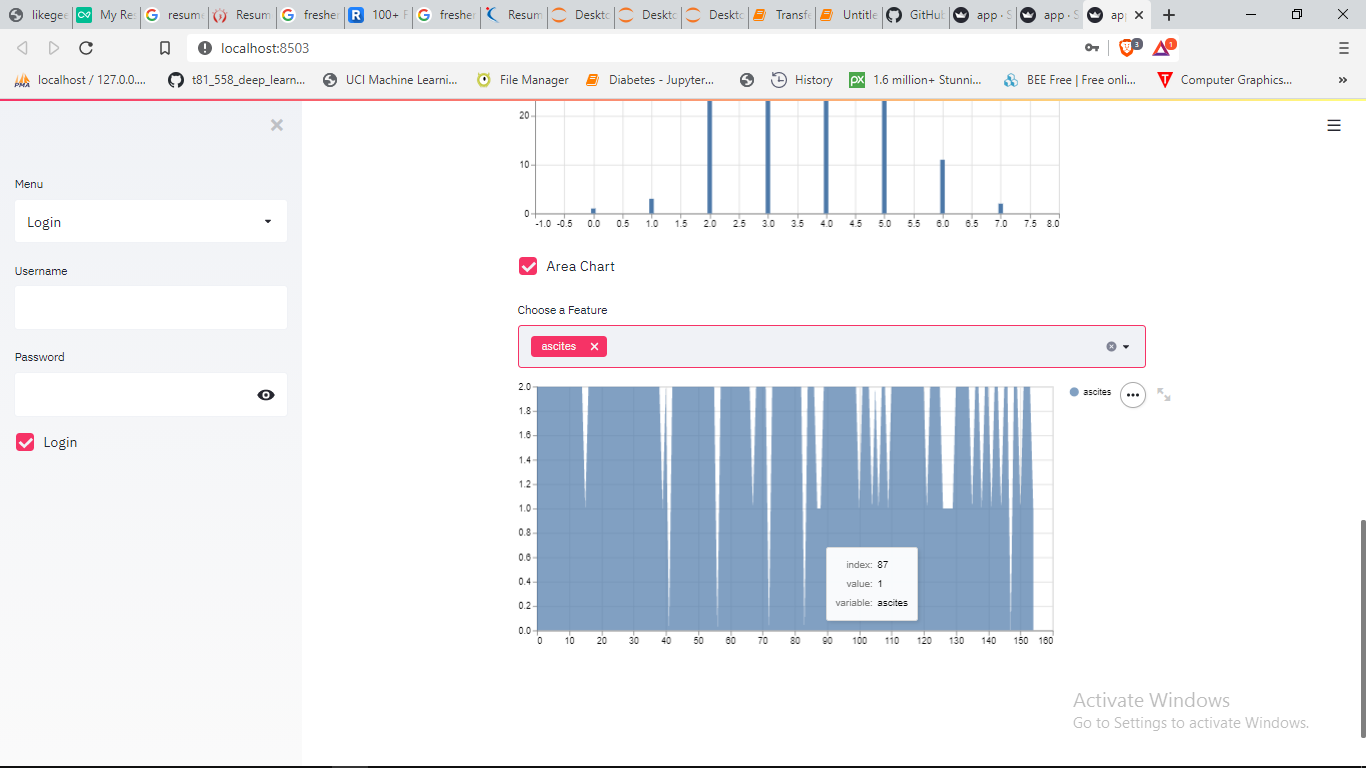 likegee My Res resume Resum fresher 100+ F fresher Resum Deskto Deskto Deskto Transfe Untitle GitHub app · S app · S app
localhost:8503 3 1
localhost / 127.0.0.... t81_558_deep_learn... UCI Machine Learni... File Manager Diabetes - Jupyter... History 1.6 million+ Stunni... BEE Free | Free onli... Computer Graphics... »
Menu
Login
Username
Password
Login
20
10
0
-1.0 -0.5 0.0 0.5 1.0 1.5 2.0 2.5 3.0 3.5 4.0 4.5 5.0 5.5 6.0 6.5 7.0 7.5 8.0
Area Chart
Choose a Feature
ascites
ascites
2.0
1.8
1.6
1.4
1.2
1.0
0.8
0.6
0.4
0.2
0.0
index: 87
value: 1
variable: ascites
0 10 20 30 40 50 60 70 80 90 100 110 120 130 140 150 160
Activate Windows
Go to Settings to activate Windows.